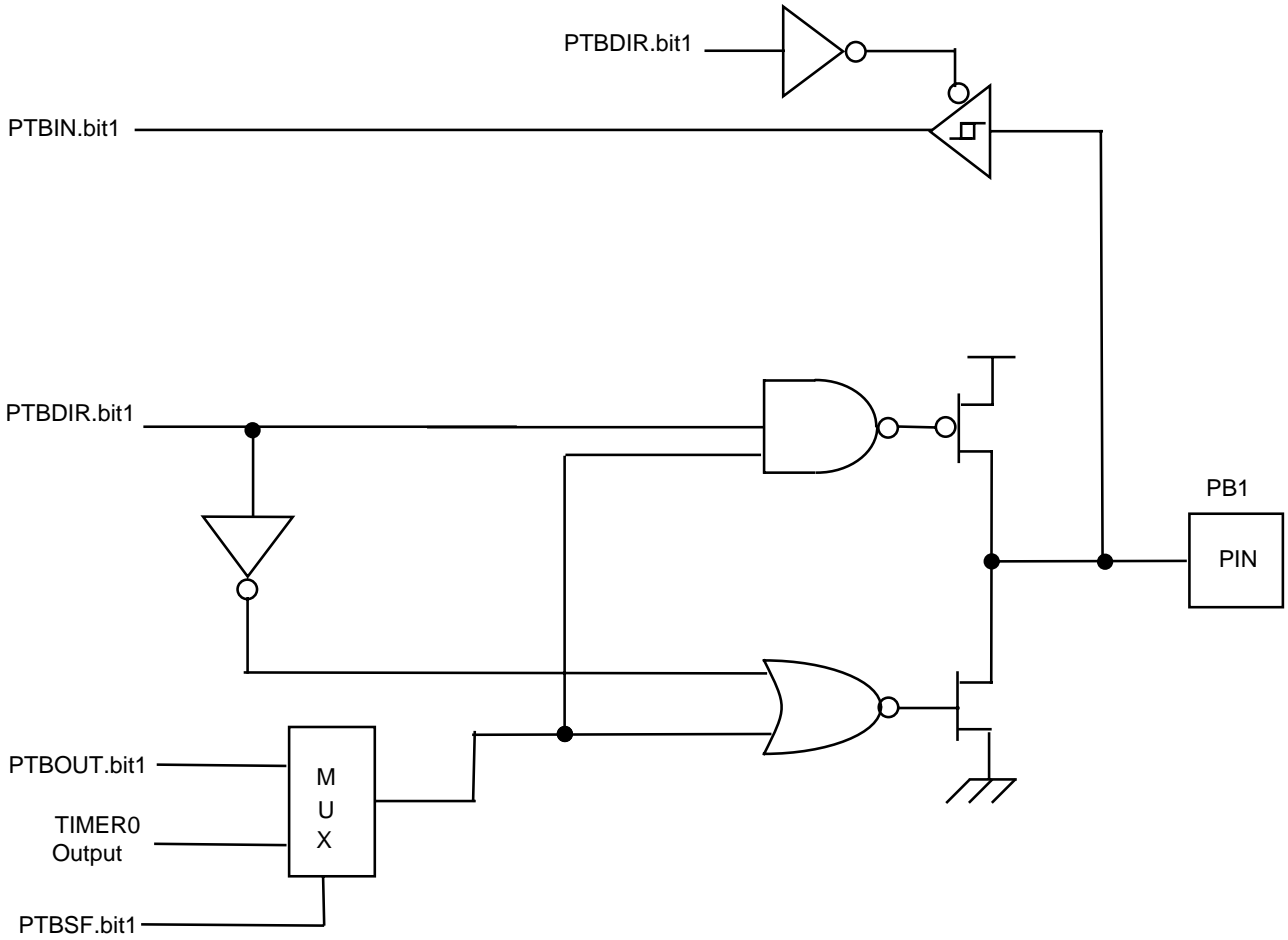 PTBDIR.bit1
PTBIN.bit1
PTBDIR.bit1
PB1
PIN
PTBOUT.bit1
M
U
X
TIMER0
Output
PTBSF.bit1